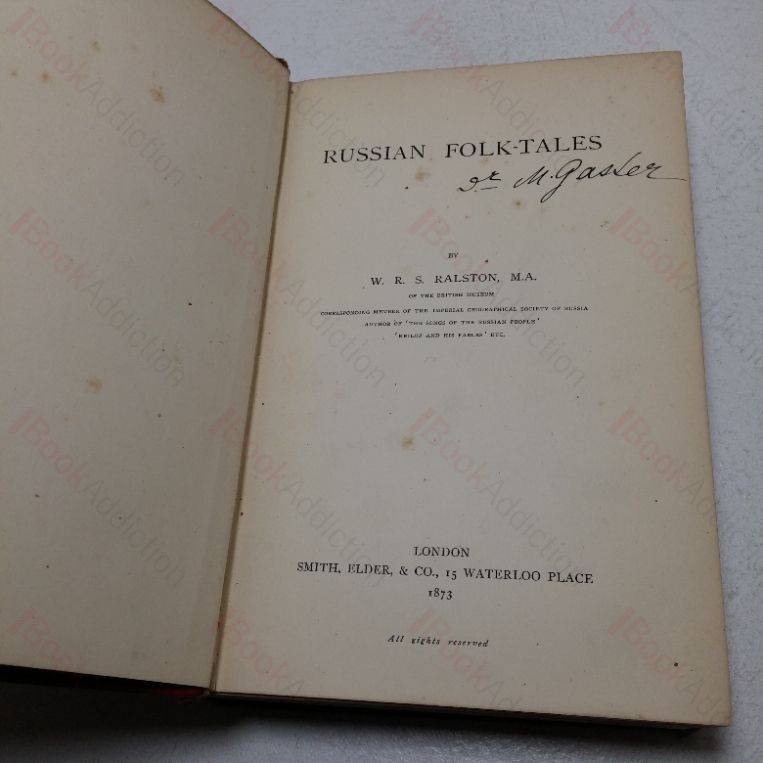 RUSSIAN FOLK-TALES
Dr M. Gaster
BY
W. R. S. RALSTON, M.A.
OF THE BRITISH MUSEUM
CORRESPONDING MEMBER OF THE IMPERIAL GEOGRAPHICAL SOCIETY OF RUSSIA
AUTHOR OF 'THE SONGS OF THE RUSSIAN PEOPLE'
'KRILOF AND HIS FABLES' ETC.
LONDON
SMITH, ELDER, & CO., 15 WATERLOO PLACE
1873
All rights reserved
BookAddiction